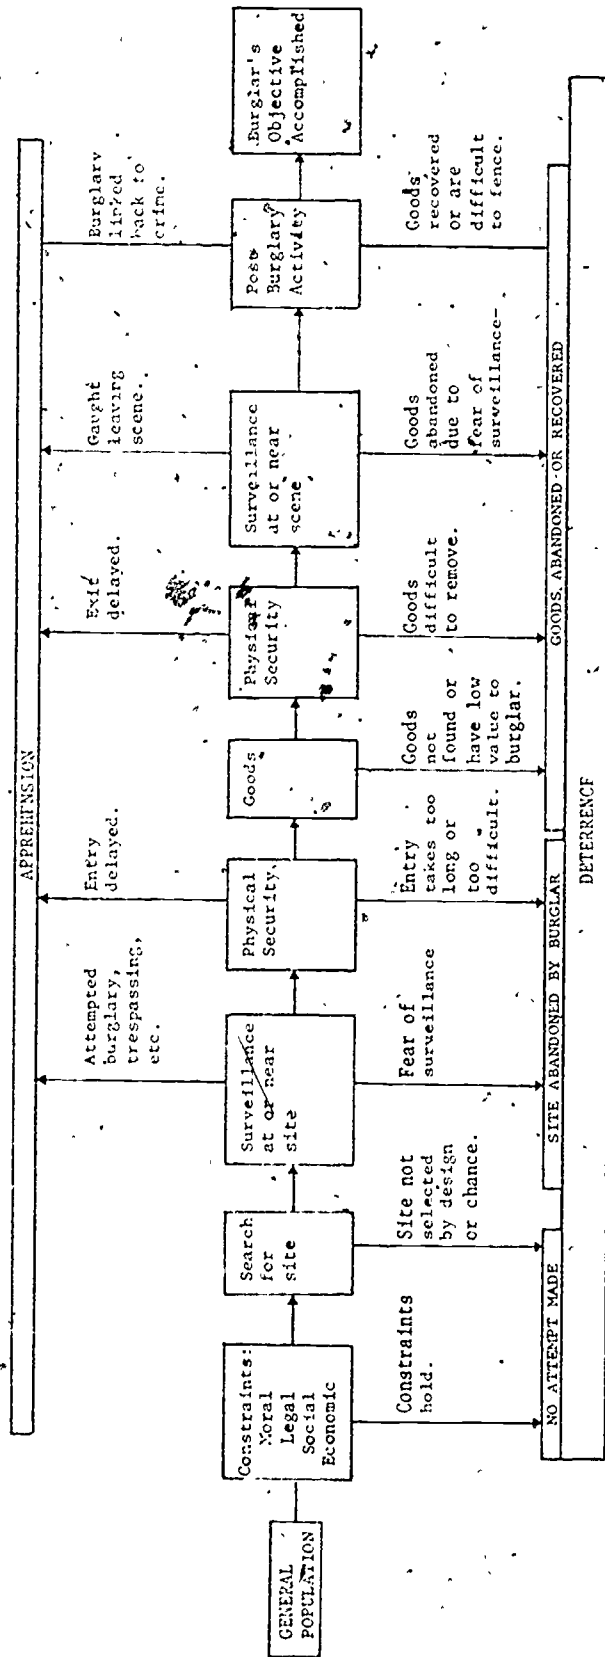 APPREHENSION
Attempted
burglary,
trespassing,
etc.
Entry
delayed.
Exit
delayed.
Gaught
leaving
scene.
Burglary
linked
back to
crime.
GENERAL
POPULATION
Constraints:
Moral
Legal
Social
Economic
Search
for
site
Surveillance
at or near
site
Physical
Security
Goods
Physical
Security
Surveillance
at or near
scene
Post
Burglary
Activity
Burglar's
Objective
Accomplished
Constraints
hold.
Site not
selected
by design
or chance.
Fear of
surveillance
Entry
takes too
long or
too
difficult.
Goods
not
found or
have low
value to
burglar.
Goods
difficult
to remove.
Goods
abandoned
due to
fear of
surveillance-
Goods
recovered
or are
difficult
to fence.
NO ATTEMPT MADE
SITE ABANDONED BY BURGLAR
GOODS ABANDONED OR RECOVERED
DETERRENCE